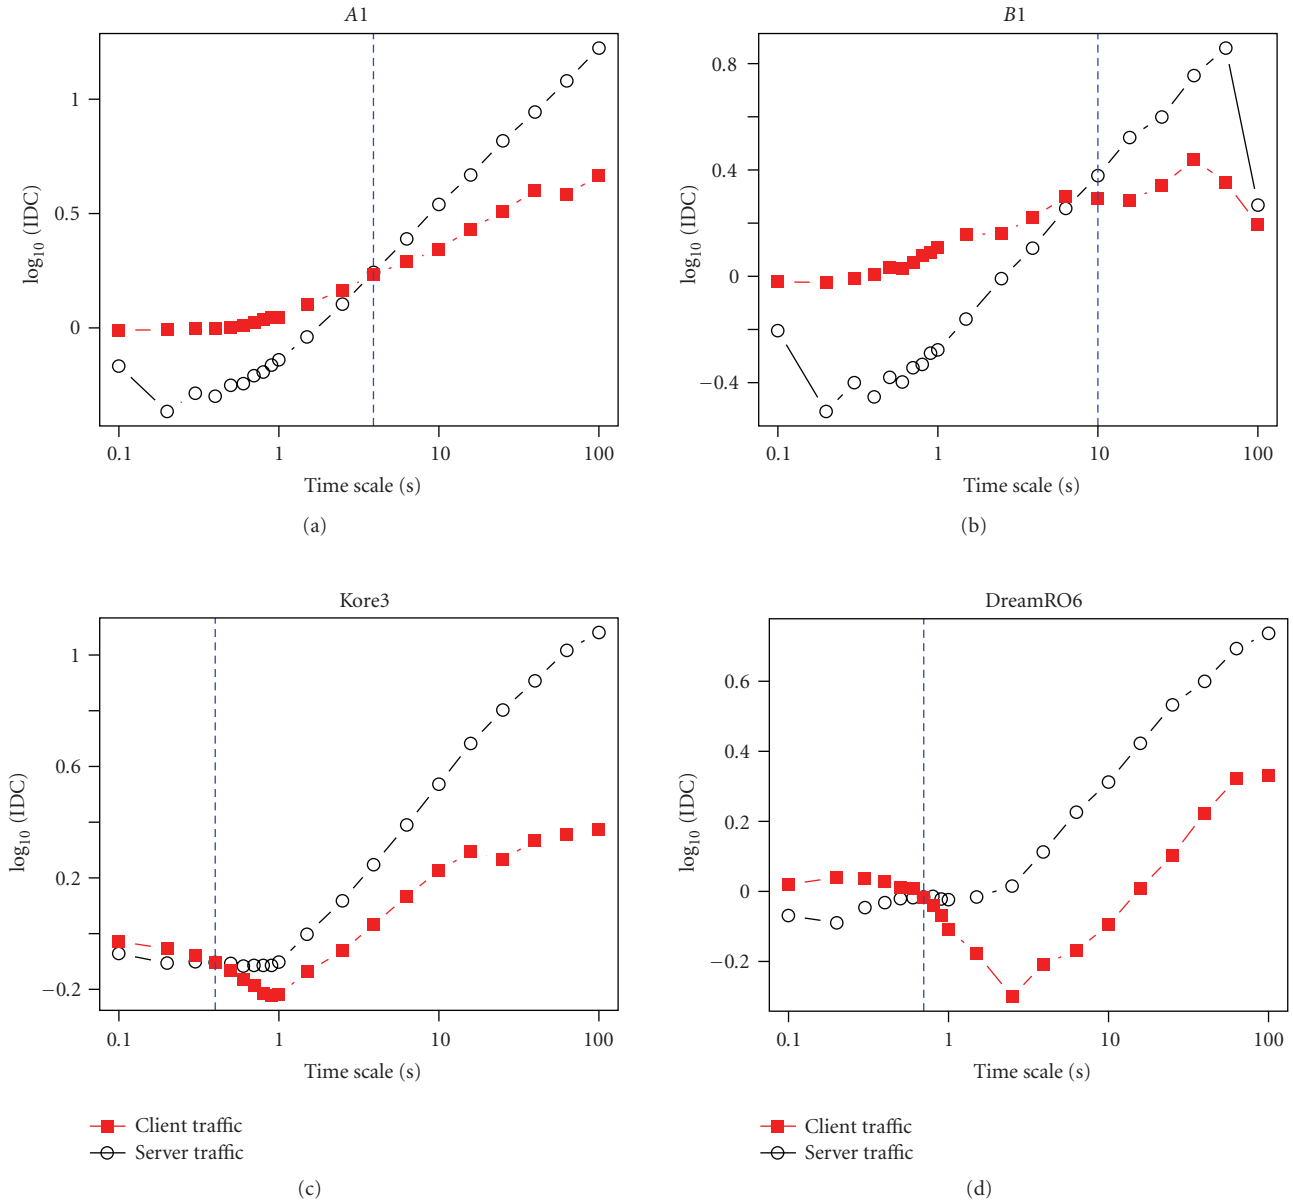 A1
log10 (IDC)
1
0.5
0
0.1
1
10
100
Time scale (s)
(a)
B1
log10 (IDC)
0.8
0.4
0
−0.4
0.1
1
10
100
Time scale (s)
(b)
Kore3
log10 (IDC)
1
0.6
0.2
−0.2
0.1
1
10
100
Time scale (s)
Client traffic
Server traffic
(c)
DreamRO6
log10 (IDC)
0.6
0.4
0.2
0
−0.2
0.1
1
10
100
Time scale (s)
Client traffic
Server traffic
(d)